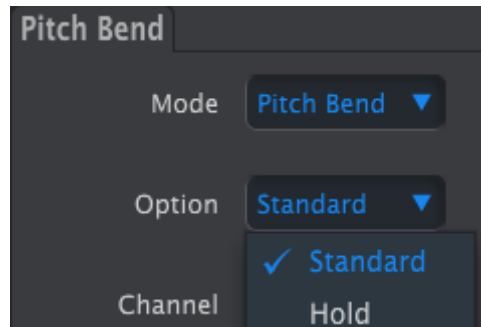 Pitch Bend
Mode Pitch Bend
Option Standard
Standard
Channel Hold